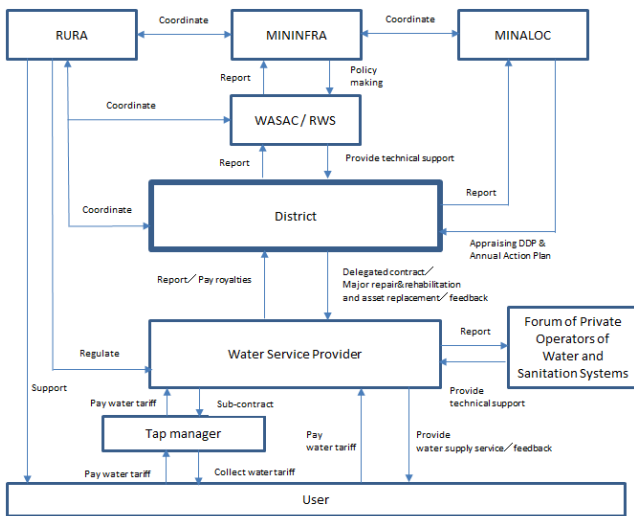 Coordinate
Coordinate
RURA
MININFRA
MINALOC
Report
Policy
making
Coordinate
WASAC / RWS
Report
Provide technical support
Report
Coordinate
District
Appraising DDP &
Annual Action Plan
Report／Pay royalties
Delegated contract／
Major repair&rehabilitation
and asset replacement／feedback
Report
Forum of Private
Operators of
Water and
Sanitation Systems
Regulate
Water Service Provider
Support
Provide
technical support
Pay water tariff
Sub-contract
Tap manager
Pay
water tariff
Provide
water supply service／feedback
Pay water tariff
Collect water tariff
User